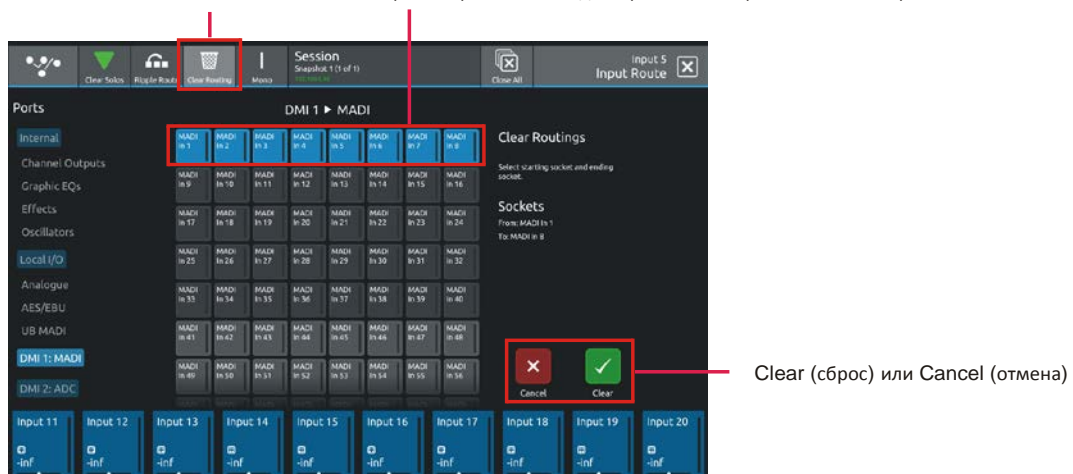 Session
Snapshot 1 (1 of 1)
Input 5
Input Route
Clear Solos
Ripple Route
Clear Routing
Mono
Close All
Ports
DMI 1 ▶ MADI
Internal
Channel Outputs
Graphic EQs
Effects
Oscillators
Local I/O
Analogue
AES/EBU
UB MADI
DMI 1: MADI
DMI 2: ADC
MADI In 1 MADI In 2 MADI In 3 MADI In 4 MADI In 5 MADI In 6 MADI In 7 MADI In 8
MADI In 9 MADI In 10 MADI In 11 MADI In 12 MADI In 13 MADI In 14 MADI In 15 MADI In 16
MADI In 17 MADI In 18 MADI In 19 MADI In 20 MADI In 21 MADI In 22 MADI In 23 MADI In 24
MADI In 25 MADI In 26 MADI In 27 MADI In 28 MADI In 29 MADI In 30 MADI In 31 MADI In 32
MADI In 33 MADI In 34 MADI In 35 MADI In 36 MADI In 37 MADI In 38 MADI In 39 MADI In 40
MADI In 41 MADI In 42 MADI In 43 MADI In 44 MADI In 45 MADI In 46 MADI In 47 MADI In 48
MADI In 49 MADI In 50 MADI In 51 MADI In 52 MADI In 53 MADI In 54 MADI In 55 MADI In 56
Clear Routings
Select starting socket and ending
socket.
Sockets
From: MADI In 1
To: MADI In 8
Cancel
Clear
Clear (сброс) или Cancel (отмена)
Input 11 Input 12 Input 13 Input 14 Input 15 Input 16 Input 17 Input 18 Input 19 Input 20
-inf -inf -inf -inf -inf -inf -inf -inf -inf -inf